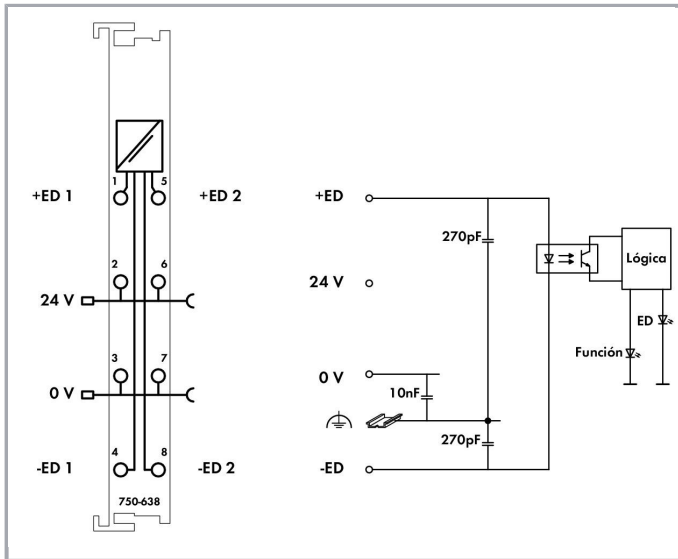 1 5
+ED 1 +ED 2
2 6
24 V
3 7
0 V
4 8
-ED 1 -ED 2
750-638
+ED
270pF
Lógica
24 V
ED
Función
0 V
10nF
270pF
-ED